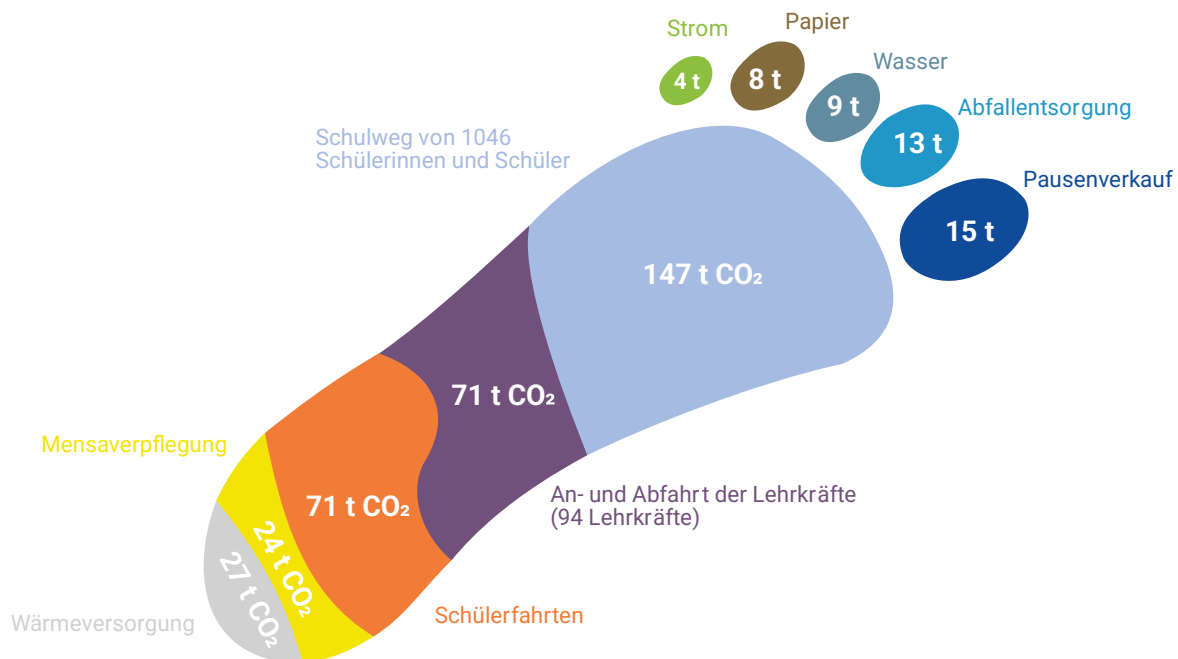 Strom
4 t
Papier
8 t
Wasser
9 t
Abfallentsorgung
13 t
Pausenverkauf
15 t
Schulweg von 1046
Schülerinnen und Schüler
147 t CO₂
71 t CO₂
An- und Abfahrt der Lehrkräfte
(94 Lehrkräfte)
71 t CO₂
Schülerfahrten
Mensaverpflegung
24 t CO₂
27 t CO₂
Wärmeversorgung